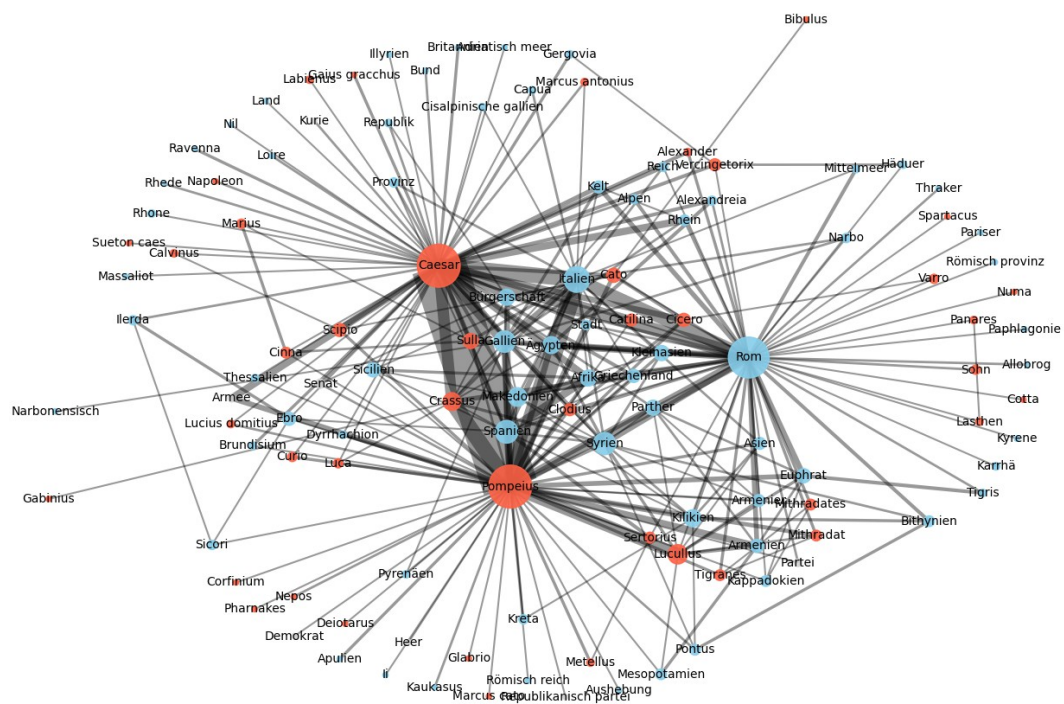 Bibulus
Britannien
Adriatisch meer
Illyrien
Gergovia
Bund
Gaius gracchus
Labienus
Marcus antonius
Capua
Land
Cisalpinische gallien
Kurie
Republik
Nil
Ravenna
Loire
Alexander
Vercingetorix
Reich
Mittelmeer
Häduer
Rhede
Napoleon
Provinz
Kelt
Thraker
Alpen
Alexandreia
Rhone
Spartacus
Marius
Rhein
Pariser
Sueton caes
Narbo
Calvinus
Caesar
Römisch provinz
Massaliot
Italien
Cato
Varro
Numa
Bürgerschaft
Ilerda
Catilina
Cicero
Panares
Paphlagonie
Scipio
Stadt
Sulla
Gallien
Ägypten
Kleinasien
Rom
Cinna
Sicilien
Sohn
Allobrog
Thessalien
Senat
Afrika
Griechenland
Armee
Crassus
Makedonien
Cotta
Narbonensisch
Clodius
Parther
Lucius domitius
Ebro
Lasthen
Dyrrhachion
Spanien
Kyrene
Brundisium
Syrien
Asien
Curio
Luca
Karrhä
Euphrat
Pompeius
Tigris
Gabinius
Armenier
Mithradates
Kilikien
Bithynien
Sertorius
Mithradat
Sicori
Armenien
Lucullus
Partei
Pyrenäen
Tigranes
Kappadokien
Corfinium
Nepos
Pharnakes
Deiotarus
Kreta
Demokrat
Heer
Pontus
Apulien
Glabrio
Metellus
Li
Mesopotamien
Römisch reich
Kaukasus
Aushebung
Marcus cato
Republikanisch partei